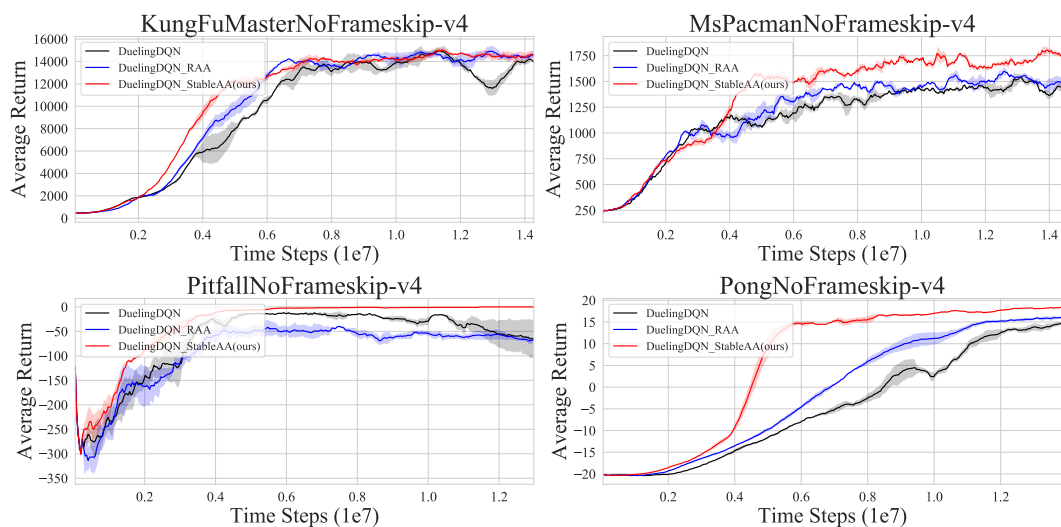 KungFuMasterNoFrameskip-v4
Average Return
16000
14000
12000
10000
8000
6000
4000
2000
0
DuelingDQN
DuelingDQN_RAA
DuelingDQN_StableAA(ours)
0.2 0.4 0.6 0.8 1.0 1.2 1.4
Time Steps (1e7)
MsPacmanNoFrameskip-v4
Average Return
1750
1500
1250
1000
750
500
250
DuelingDQN
DuelingDQN_RAA
DuelingDQN_StableAA(ours)
0.2 0.4 0.6 0.8 1.0 1.2 1.4
Time Steps (1e7)
PitfallNoFrameskip-v4
Average Return
0
−50
−100
−150
−200
−250
−300
−350
DuelingDQN
DuelingDQN_RAA
DuelingDQN_StableAA(ours)
0.2 0.4 0.6 0.8 1.0 1.2
Time Steps (1e7)
PongNoFrameskip-v4
Average Return
20
15
10
5
0
−5
−10
−15
−20
DuelingDQN
DuelingDQN_RAA
DuelingDQN_StableAA(ours)
0.2 0.4 0.6 0.8 1.0 1.2
Time Steps (1e7)